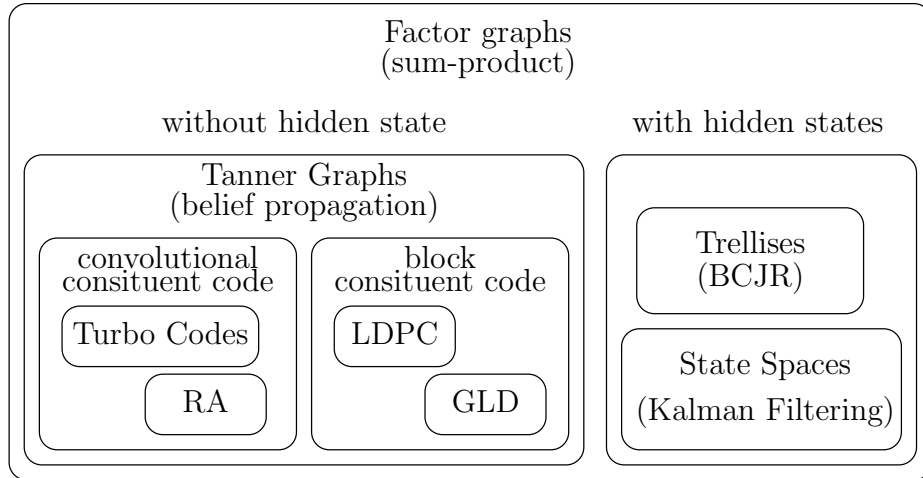 Factor graphs
(sum-product)
without hidden state
with hidden states
Tanner Graphs
(belief propagation)
convolutional
consituent code
Turbo Codes
RA
block
consituent code
LDPC
GLD
Trellises
(BCJR)
State Spaces
(Kalman Filtering)